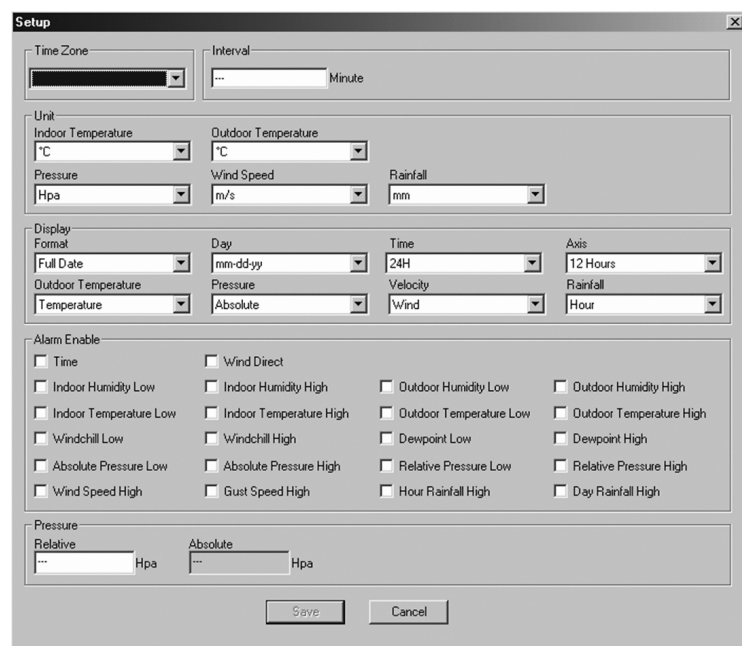 Setup
Time Zone Interval
--- Minute
Unit
Indoor Temperature Outdoor Temperature
°C °C
Pressure Wind Speed Rainfall
Hpa m/s mm
Display
Format Day Time Axis
Full Date mm-dd-yy 24H 12 Hours
Outdoor Temperature Pressure Velocity Rainfall
Temperature Absolute Wind Hour
Alarm Enable
Time Wind Direct
Indoor Humidity Low Indoor Humidity High Outdoor Humidity Low Outdoor Humidity High
Indoor Temperature Low Indoor Temperature High Outdoor Temperature Low Outdoor Temperature High
Windchill Low Windchill High Dewpoint Low Dewpoint High
Absolute Pressure Low Absolute Pressure High Relative Pressure Low Relative Pressure High
Wind Speed High Gust Speed High Hour Rainfall High Day Rainfall High
Pressure
Relative Absolute
--- Hpa --- Hpa
Save Cancel